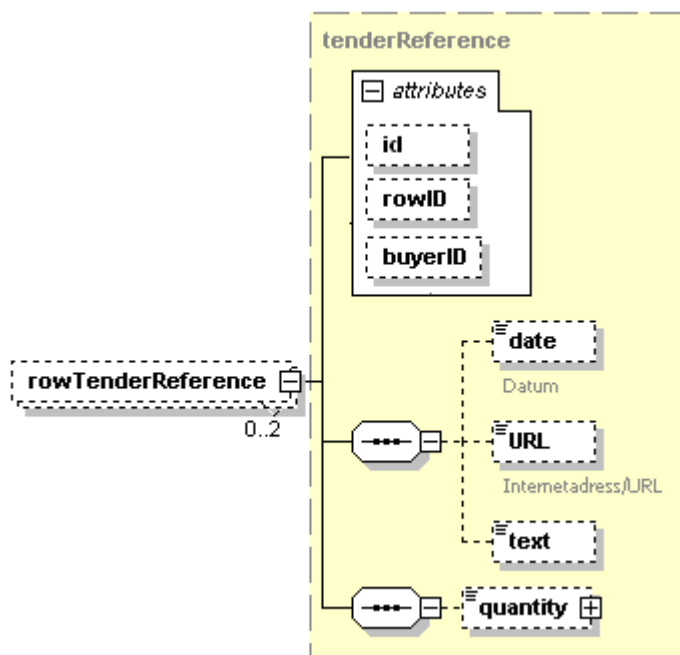 tenderReference
attributes
id
rowID
buyerID
rowTenderReference
0..2
date
Datum
URL
Internetadress/URL
text
quantity